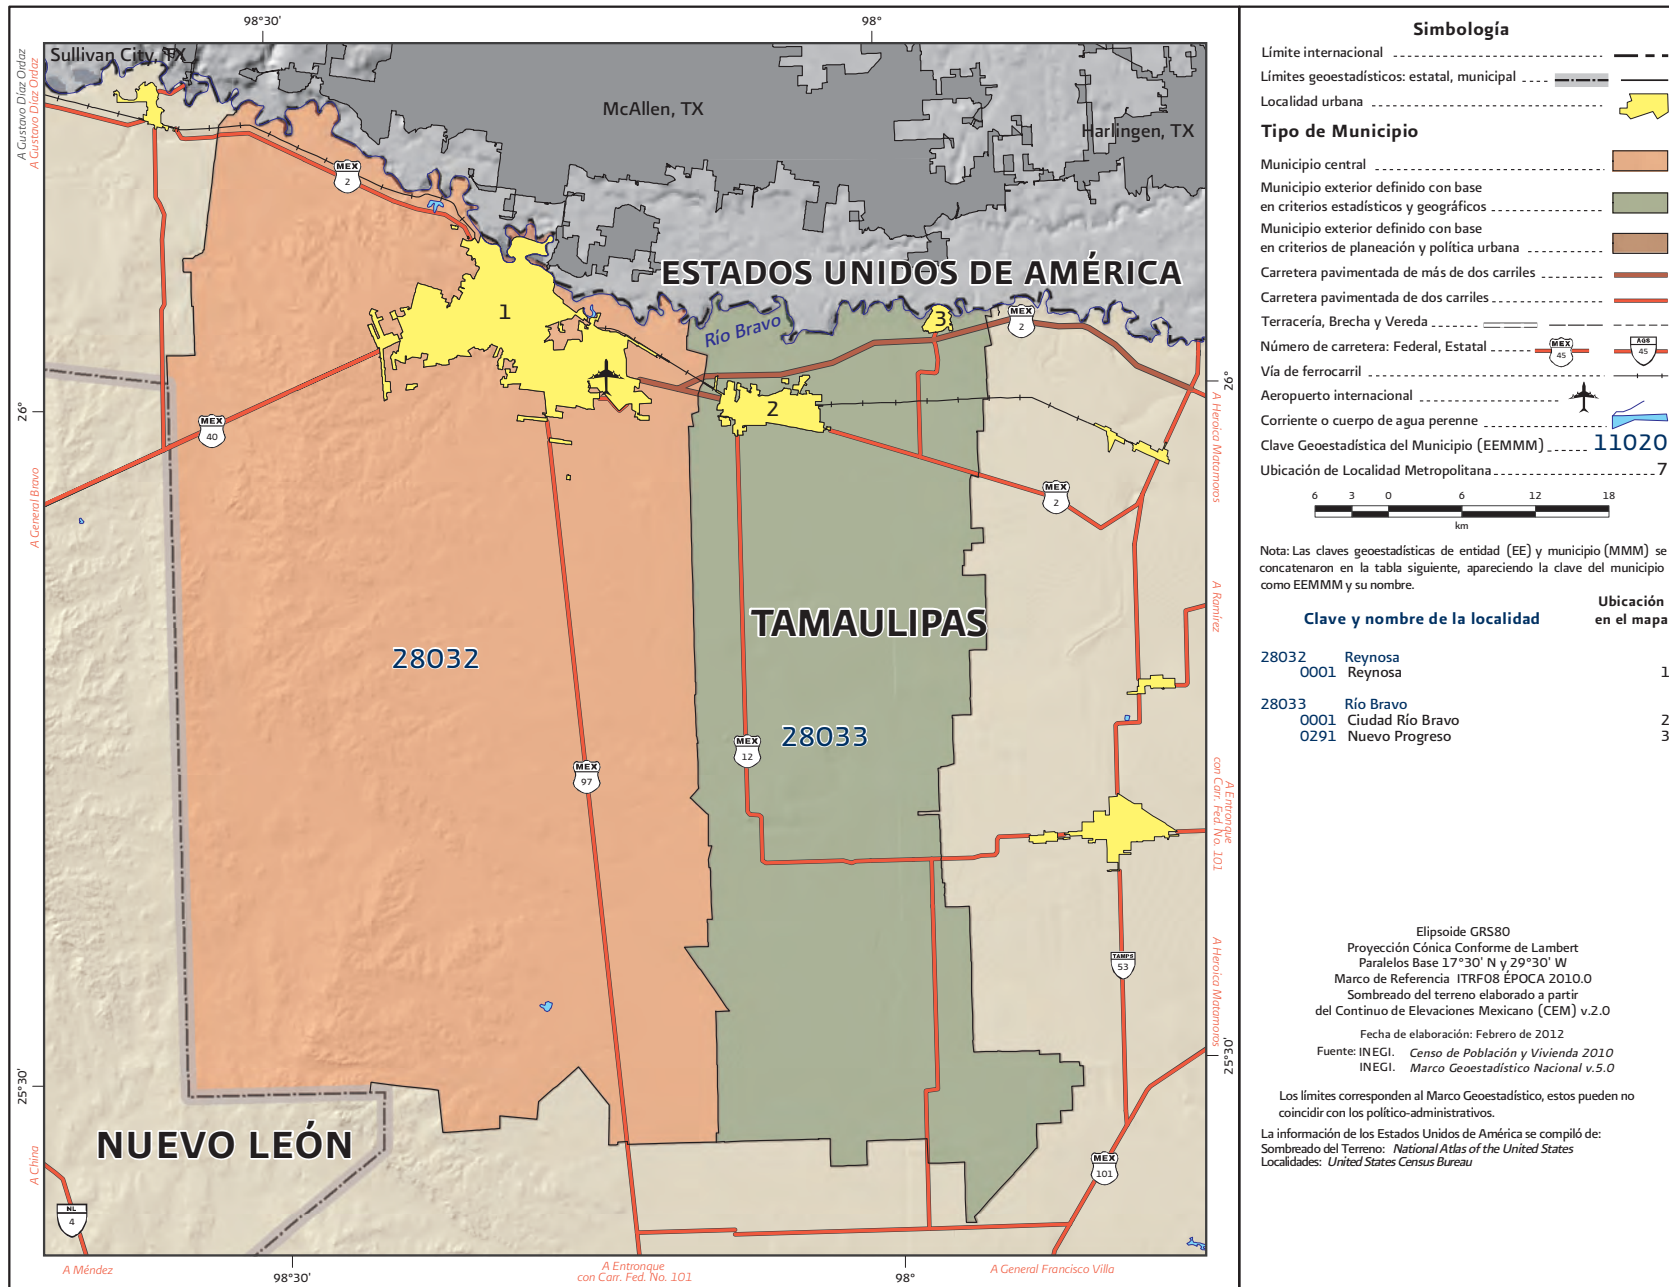 98°30'
98°
Sullivan City, TX
McAllen, TX
Harlingen, TX
A Gustavo Díaz Ordaz
A Gustavo Díaz Ordaz
MEX
2
ESTADOS UNIDOS DE AMÉRICA
1
Río Bravo
3
MEX
2
2
26°
26°
MEX
40
A General Bravo
A Heroica Matamoros
MEX
2
A Ramírez
TAMAULIPAS
28032
28033
MEX
12
MEX
97
A Entronque
con Carr. Fed. No. 101
TAMPS
53
A Heroica Matamoros
25°30'
25°30'
NUEVO LEÓN
A China
NL
4
MEX
101
A Méndez
98°30'
A Entronque
con Carr. Fed. No. 101
98°
A General Francisco Villa
Simbología
Límite internacional
Límites geoestadísticos: estatal, municipal
Localidad urbana
Tipo de Municipio
Municipio central
Municipio exterior definido con base
en criterios estadísticos y geográficos
Municipio exterior definido con base
en criterios de planeación y política urbana
Carretera pavimentada de más de dos carriles
Carretera pavimentada de dos carriles
Terracería, Brecha y Vereda
Número de carretera: Federal, Estatal
MEX
45
AGS
45
Vía de ferrocarril
Aeropuerto internacional
Corriente o cuerpo de agua perenne
Clave Geoestadística del Municipio (EEMMM) 11020
Ubicación de Localidad Metropolitana 7
6 3 0 6 12 18
km
Nota: Las claves geoestadísticas de entidad (EE) y municipio (MMM) se
concatenaron en la tabla siguiente, apareciendo la clave del municipio
como EEMMM y su nombre.
Clave y nombre de la localidad
Ubicación
en el mapa
28032 Reynosa
0001 Reynosa 1
28033 Río Bravo
0001 Ciudad Río Bravo 2
0291 Nuevo Progreso 3
Elipsoide GRS80
Proyección Cónica Conforme de Lambert
Paralelos Base 17°30' N y 29°30' W
Marco de Referencia ITRF08 ÉPOCA 2010.0
Sombreado del terreno elaborado a partir
del Continuo de Elevaciones Mexicano (CEM) v.2.0
Fecha de elaboración: Febrero de 2012
Fuente: INEGI. Censo de Población y Vivienda 2010
INEGI. Marco Geoestadístico Nacional v.5.0
Los límites corresponden al Marco Geoestadístico, estos pueden no
coincidir con los político-administrativos.
La información de los Estados Unidos de América se compiló de:
Sombreado del Terreno: National Atlas of the United States
Localidades: United States Census Bureau